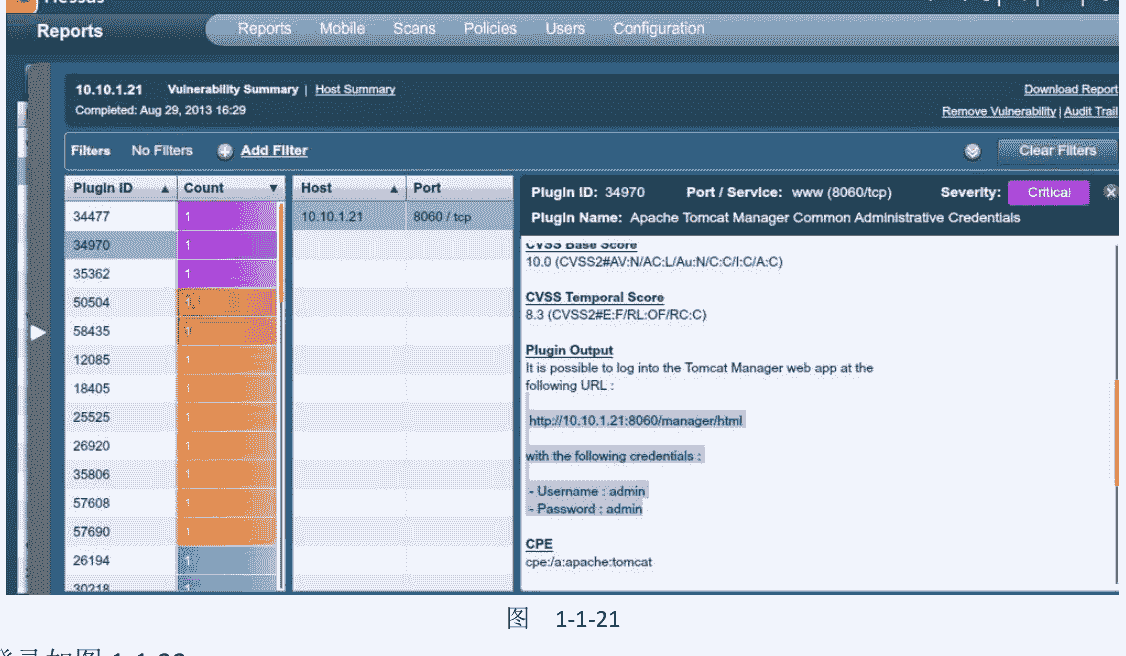 Nessus
Reports
Reports Mobile Scans Policies Users Configuration
10.10.1.21 Vulnerability Summary | Host Summary
Download Report
Completed: Aug 29, 2013 16:29
Remove Vulnerability | Audit Trail
Filters No Filters Add Filter
Clear Filters
Plugin ID ▲ Count ▼
34477 1
34970 1
35362 1
50504 1
58435 1
12085 1
18405 1
25525 1
26920 1
35806 1
57608 1
57690 1
26194 1
30218 1
Host ▲ Port
10.10.1.21 8060 / tcp
Plugin ID: 34970 Port / Service: www (8060/tcp) Severity: Critical
Plugin Name: Apache Tomcat Manager Common Administrative Credentials
CVSS Base Score
10.0 (CVSS2#AV:N/AC:L/Au:N/C:C/I:C/A:C)
CVSS Temporal Score
8.3 (CVSS2#E:F/RL:OF/RC:C)
Plugin Output
It is possible to log into the Tomcat Manager web app at the
following URL :
http://10.10.1.21:8060/manager/html
with the following credentials :
- Username : admin
- Password : admin
CPE
cpe:/a:apache:tomcat
图 1-1-21